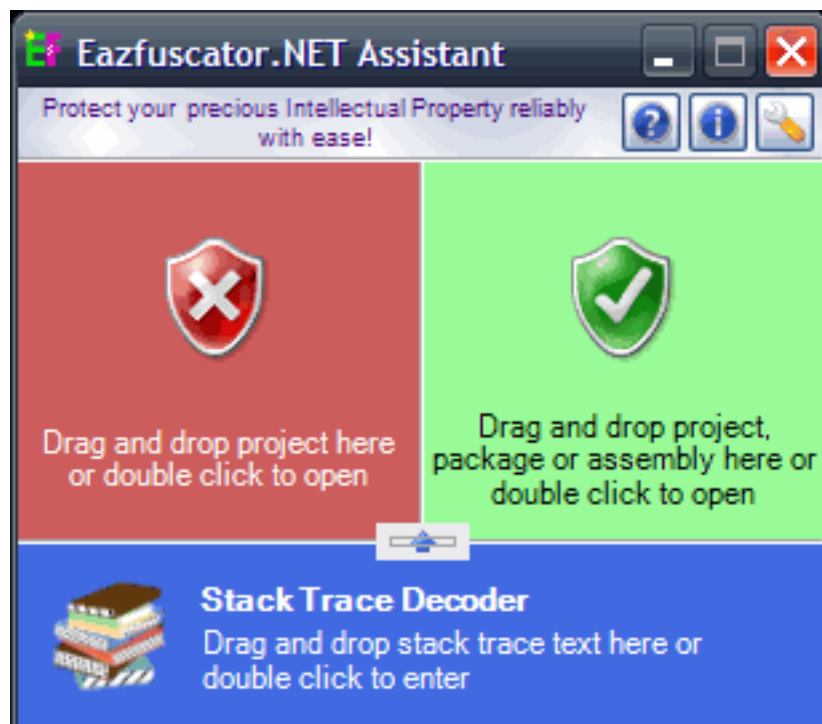 Eazfuscator.NET Assistant
Protect your precious Intellectual Property reliably
with ease!
Drag and drop project here
or double click to open
Drag and drop project,
package or assembly here or
double click to open
Stack Trace Decoder
Drag and drop stack trace text here or
double click to enter